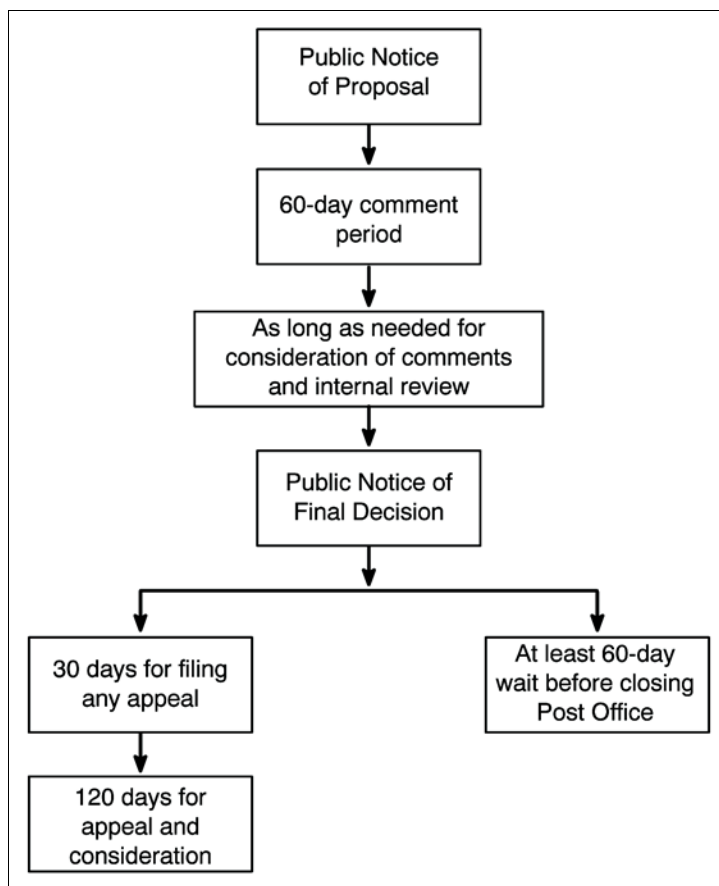 Public Notice
of Proposal
60-day comment
period
As long as needed for
consideration of comments
and internal review
Public Notice of
Final Decision
30 days for filing
any appeal
At least 60-day
wait before closing
Post Office
120 days for
appeal and
consideration